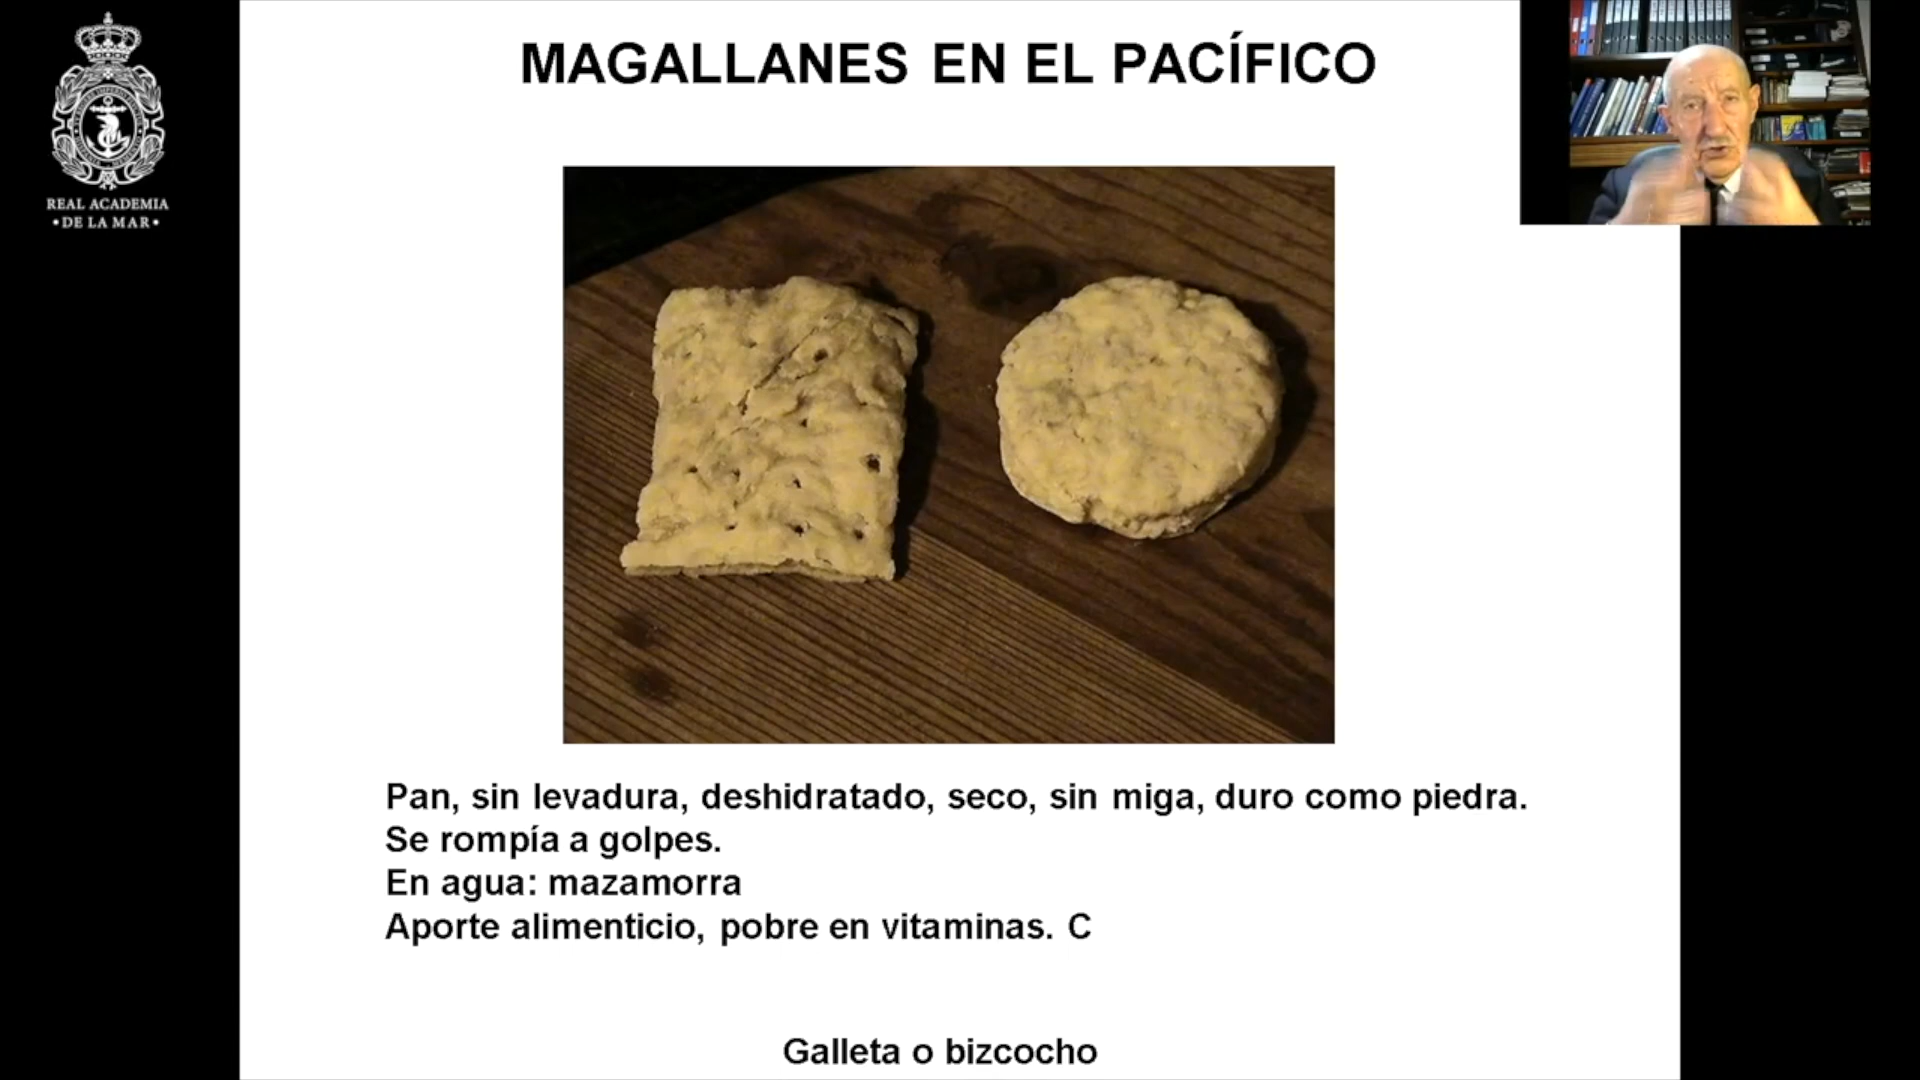 REAL ACADEMIA
•DE LA MAR•
MAGALLANES EN EL PACÍFICO
Pan, sin levadura, deshidratado, seco, sin miga, duro como piedra.
Se rompía a golpes.
En agua: mazamorra
Aporte alimenticio, pobre en vitaminas. C
Galleta o bizcocho